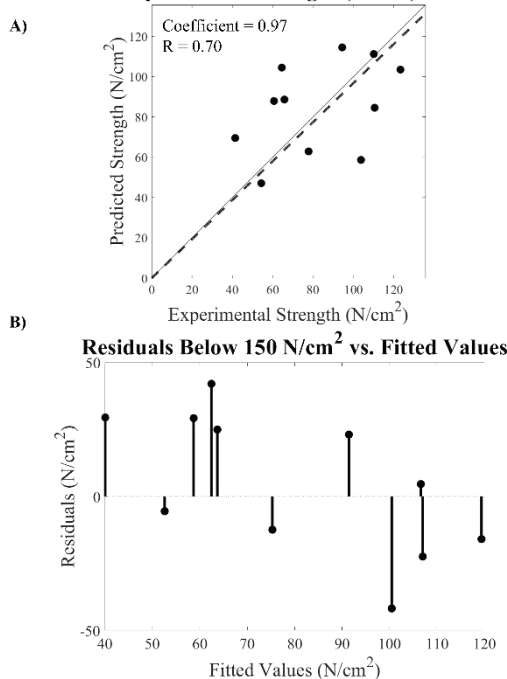 A)
Coefficient = 0.97
R = 0.70
Predicted Strength (N/cm²)
120
100
80
60
40
20
0
0 20 40 60 80 100 120
Experimental Strength (N/cm²)
B)
Residuals Below 150 N/cm² vs. Fitted Values
Residuals (N/cm²)
50
0
-50
40 50 60 70 80 90 100 110 120
Fitted Values (N/cm²)